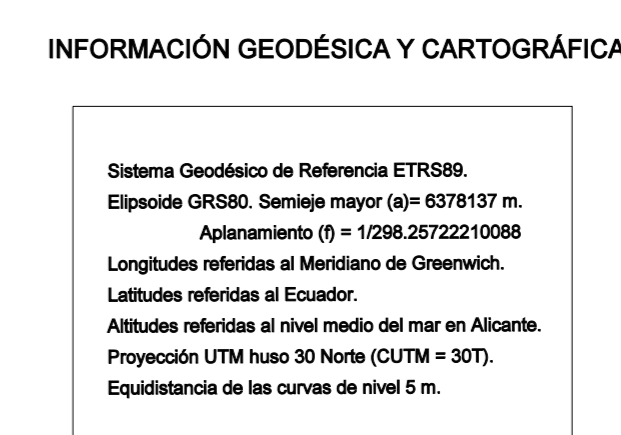 INFORMACIÓN GEODÉSICA Y CARTOGRÁFICA
Sistema Geodésico de Referencia ETRS89.
Elipsoide GRS80. Semieje mayor (a)= 6378137 m.
Aplanamiento (f) = 1/298.25722210088
Longitudes referidas al Meridiano de Greenwich.
Latitudes referidas al Ecuador.
Altitudes referidas al nivel medio del mar en Alicante.
Proyección UTM huso 30 Norte (CUTM = 30T).
Equidistancia de las curvas de nivel 5 m.